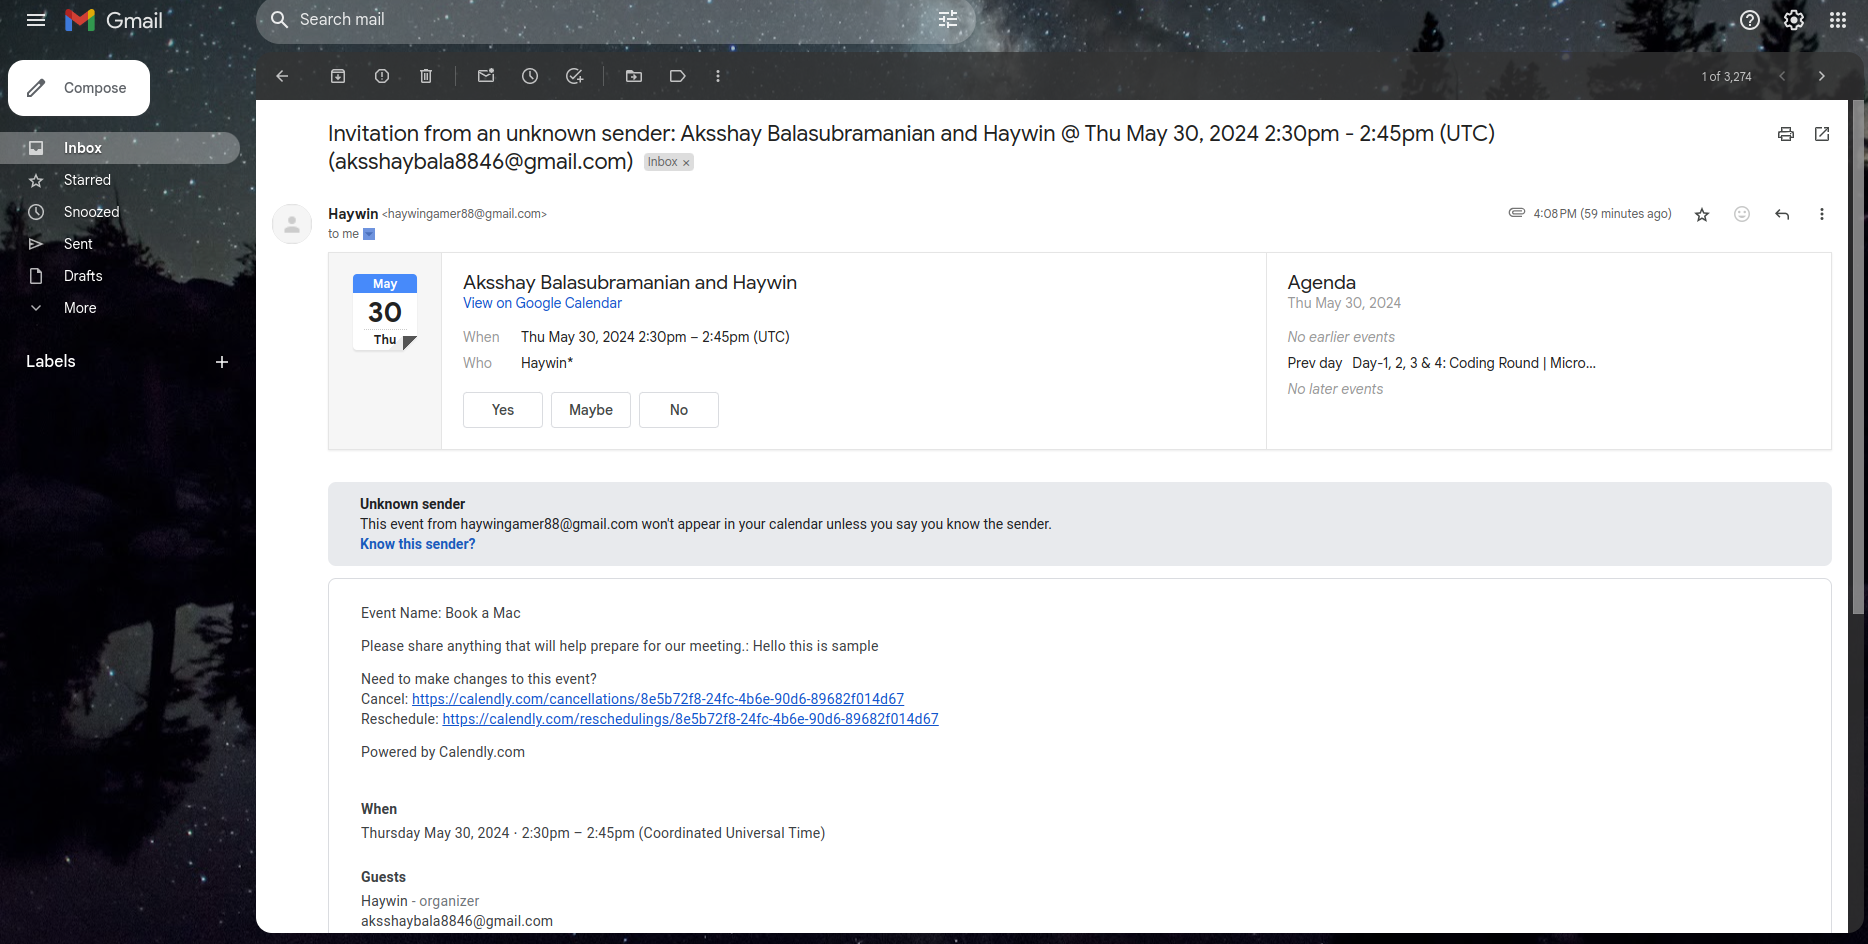 Gmail
Search mail
Compose
Inbox
Starred
Snoozed
Sent
Drafts
More
Labels
1 of 3,274
Invitation from an unknown sender: Aksshay Balasubramanian and Haywin @ Thu May 30, 2024 2:30pm - 2:45pm (UTC)
(aksshaybala8846@gmail.com) Inbox x
Haywin <haywingamer88@gmail.com>
4:08 PM (59 minutes ago)
to me
May
30
Thu
Aksshay Balasubramanian and Haywin
View on Google Calendar
When Thu May 30, 2024 2:30pm – 2:45pm (UTC)
Who Haywin*
Yes Maybe No
Agenda
Thu May 30, 2024
No earlier events
Prev day Day-1, 2, 3 & 4: Coding Round | Micro...
No later events
Unknown sender
This event from haywingamer88@gmail.com won't appear in your calendar unless you say you know the sender.
Know this sender?
Event Name: Book a Mac
Please share anything that will help prepare for our meeting.: Hello this is sample
Need to make changes to this event?
Cancel: https://calendly.com/cancellations/8e5b72f8-24fc-4b6e-90d6-89682f014d67
Reschedule: https://calendly.com/reschedulings/8e5b72f8-24fc-4b6e-90d6-89682f014d67
Powered by Calendly.com
When
Thursday May 30, 2024 · 2:30pm – 2:45pm (Coordinated Universal Time)
Guests
Haywin - organizer
aksshaybala8846@gmail.com